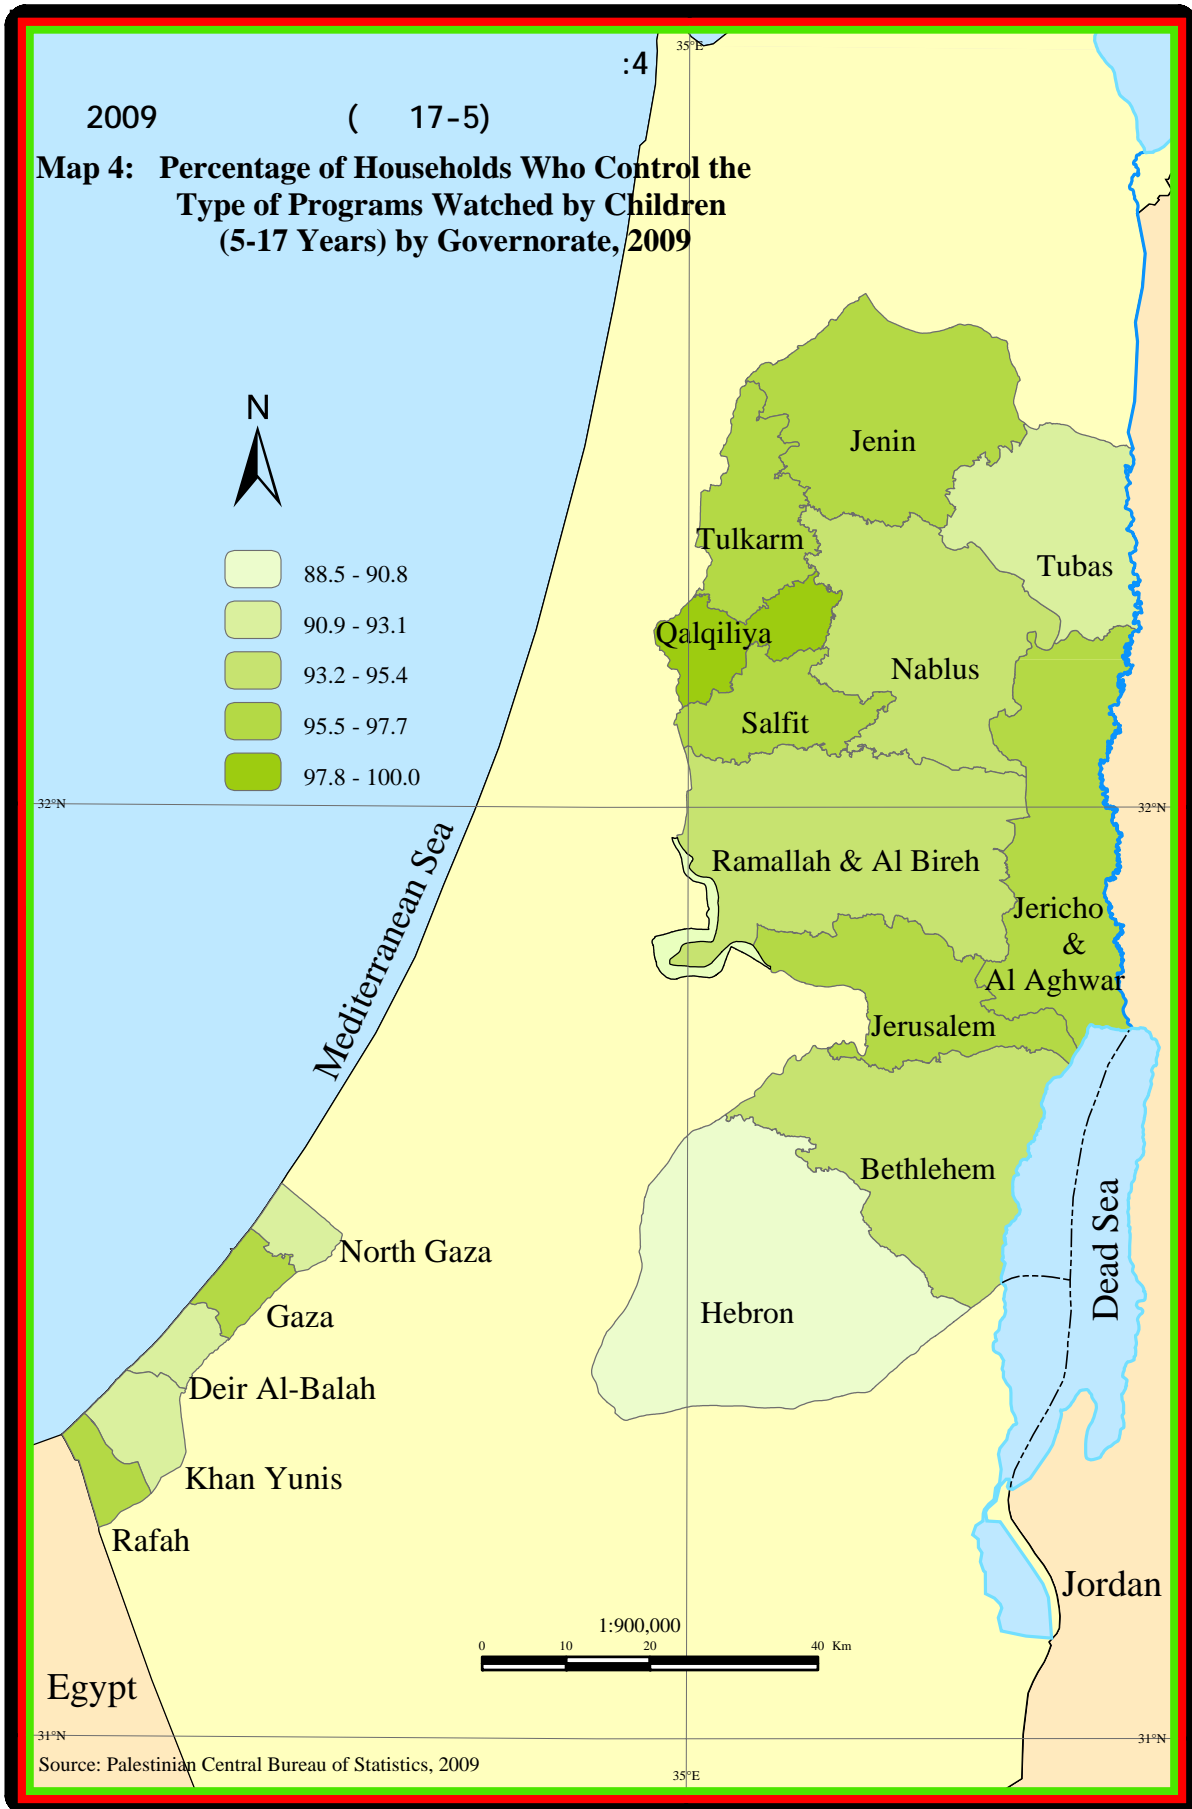 :4
2009 ( 17-5)
Map 4: Percentage of Households Who Control the
Type of Programs Watched by Children
(5-17 Years) by Governorate, 2009
35°E
N
88.5 - 90.8
90.9 - 93.1
93.2 - 95.4
95.5 - 97.7
97.8 - 100.0
Jenin
Tulkarm
Tubas
Qalqiliya
Nablus
Salfit
32°N
32°N
Mediterranean Sea
Ramallah & Al Bireh
Jericho
&
Al Aghwar
Jerusalem
Bethlehem
Dead Sea
North Gaza
Gaza
Hebron
Deir Al-Balah
Khan Yunis
Rafah
Jordan
1:900,000
0 10 20 40 Km
Egypt
31°N
31°N
Source: Palestinian Central Bureau of Statistics, 2009
35°E